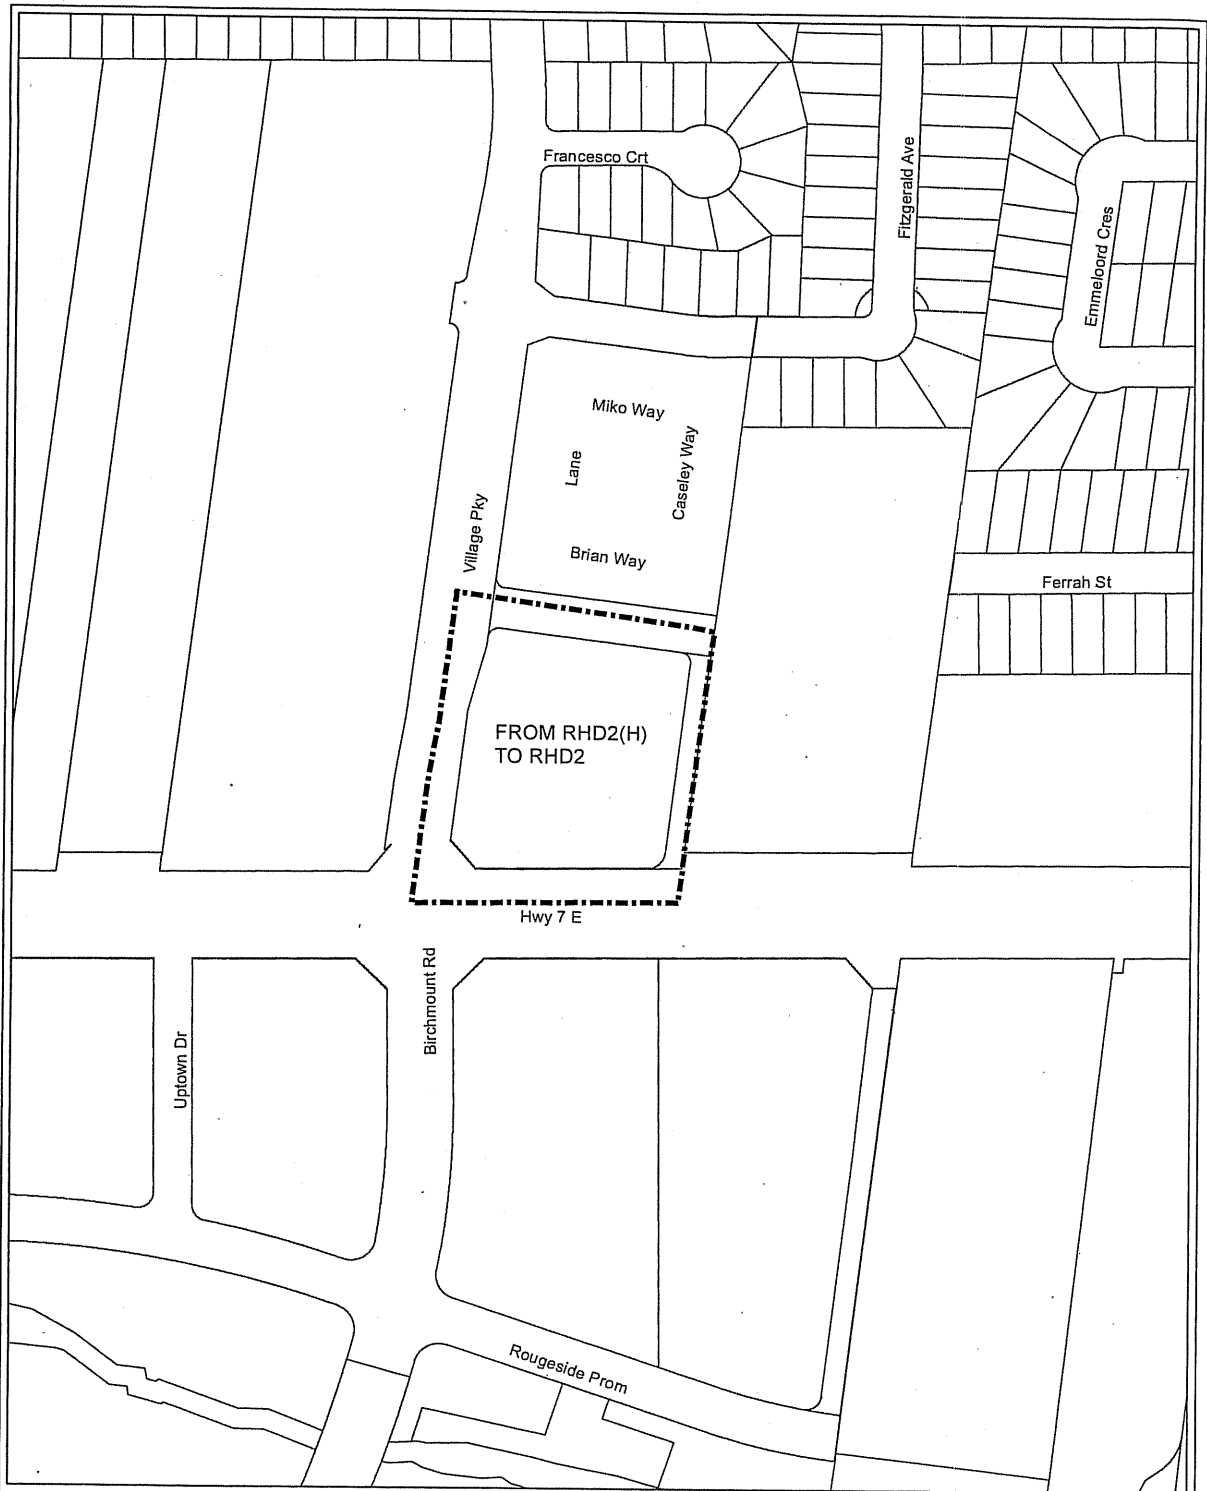 Francesco Crt
Fitzgerald Ave
Emmeloord Cres
Miko Way
Lane
Caseley Way
Village Pky
Brian Way
Ferrah St
FROM RHD2(H)
TO RHD2
Hwy 7 E
Birchmount Rd
Uptown Dr
Rougeside Prom